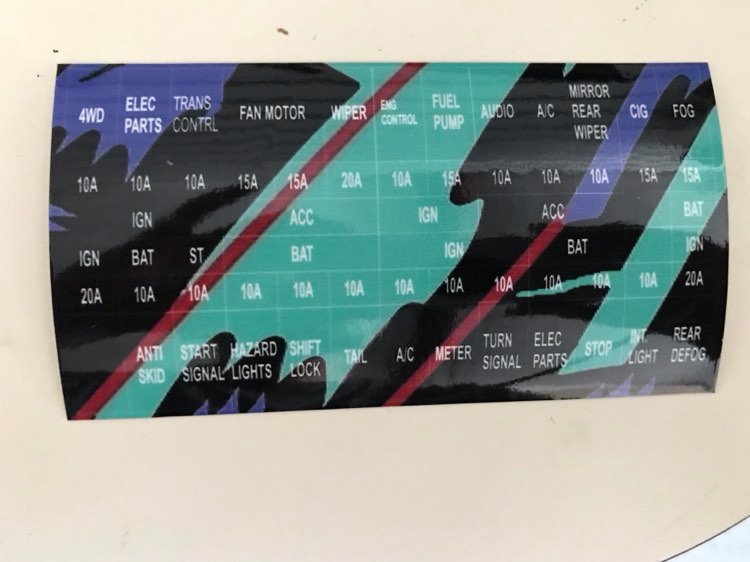 4WD ELEC PARTS TRANS CONTRL FAN MOTOR WIPER ENG CONTROL FUEL PUMP AUDIO A/C MIRROR REAR WIPER CIG FOG
10A 10A 10A 15A 15A 20A 10A 15A 10A 10A 10A 15A 15A
IGN ACC IGN ACC BAT
IGN BAT ST BAT IGN BAT IGN
20A 10A 10A 10A 10A 10A 10A 10A 10A 10A 10A 10A 20A
ANTI SKID START SIGNAL HAZARD LIGHTS SHIFT LOCK TAIL A/C METER TURN SIGNAL ELEC PARTS STOP INT. LIGHT REAR DEFOG